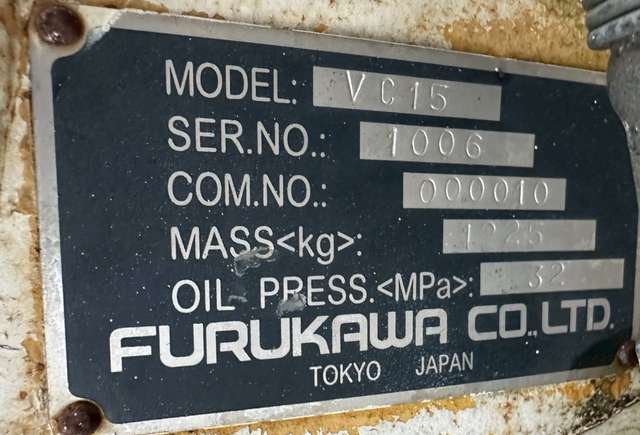 MODEL: VC15
SER.NO.: 1006
COM.NO.: 000010
MASS<kg>: 1225
OIL PRESS.<MPa>: 32
FURUKAWA CO.,LTD.
TOKYO JAPAN